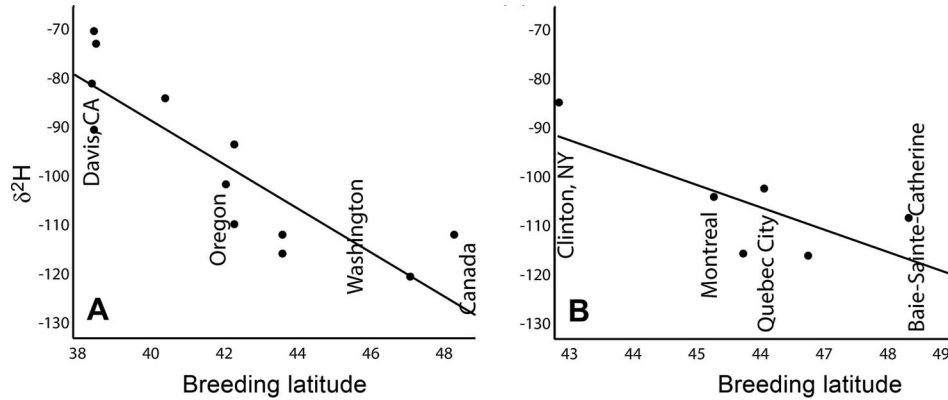 -70
-80
-90
-100
-110
-120
-130
δ²H
Davis, CA
Oregon
Washington
Canada
A
38
40
42
44
46
48
Breeding latitude
-70
-80
-90
-100
-110
-120
-130
Clinton, NY
Montreal
Quebec City
Baie-Sainte-Catherine
B
43
44
45
44
47
48
49
Breeding latitude